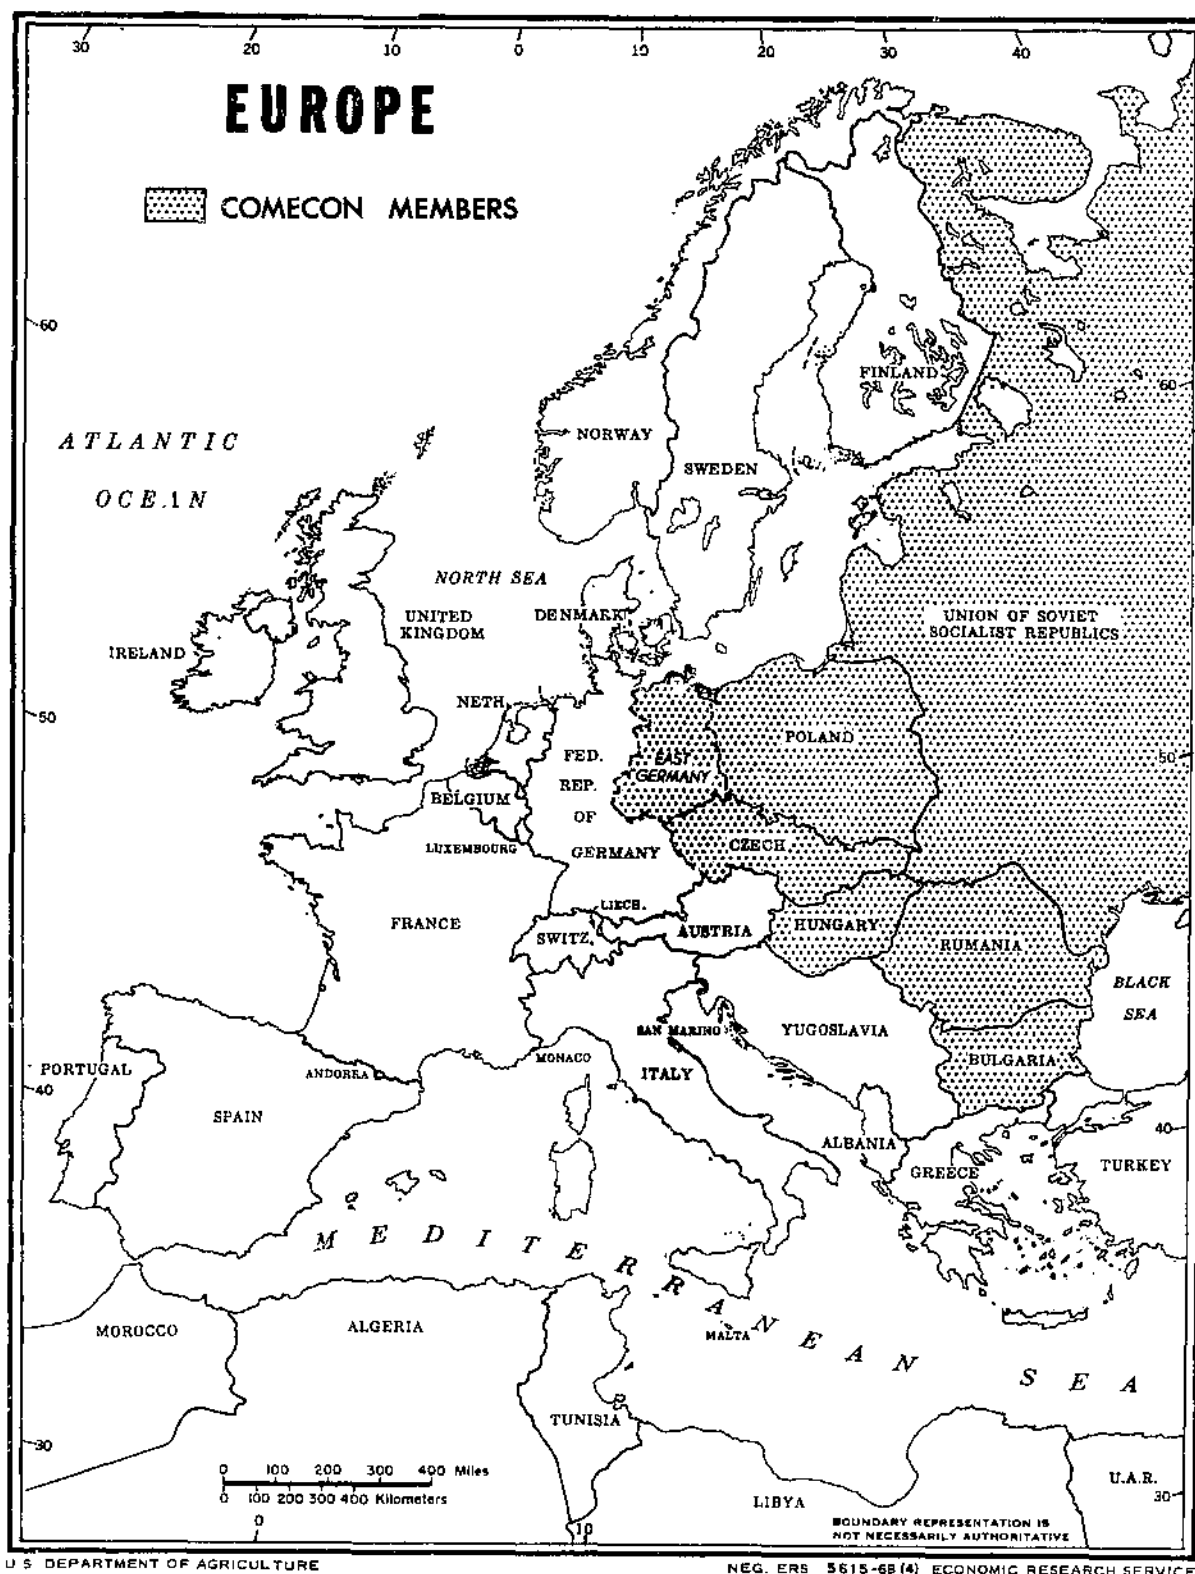 30 20 10 0 10 20 30 40
EUROPE
COMECON MEMBERS
60
FINLAND
60
ATLANTIC
OCEAN
NORWAY
SWEDEN
NORTH SEA
UNITED
KINGDOM
DENMARK
UNION OF SOVIET
SOCIALIST REPUBLICS
IRELAND
NETH.
50
POLAND
FED.
REP.
OF
GERMANY
EAST
GERMANY
50
BELGIUM
LUXEMBOURG
CZECH.
LIECH.
FRANCE
SWITZ.
AUSTRIA
HUNGARY
RUMANIA
BLACK
SEA
SAN MARINO
YUGOSLAVIA
BULGARIA
PORTUGAL
ANDORRA
MONACO
ITALY
40
SPAIN
ALBANIA
GREECE
40
TURKEY
MEDITERRANEAN SEA
MOROCCO
ALGERIA
MALTA
TUNISIA
30
0 100 200 300 400 Miles
0 100 200 300 400 Kilometers
LIBYA
U.A.R.
30
0 10
BOUNDARY REPRESENTATION IS
NOT NECESSARILY AUTHORITATIVE
U S DEPARTMENT OF AGRICULTURE
NEG. ERS 5615-68 (4) ECONOMIC RESEARCH SERVICE